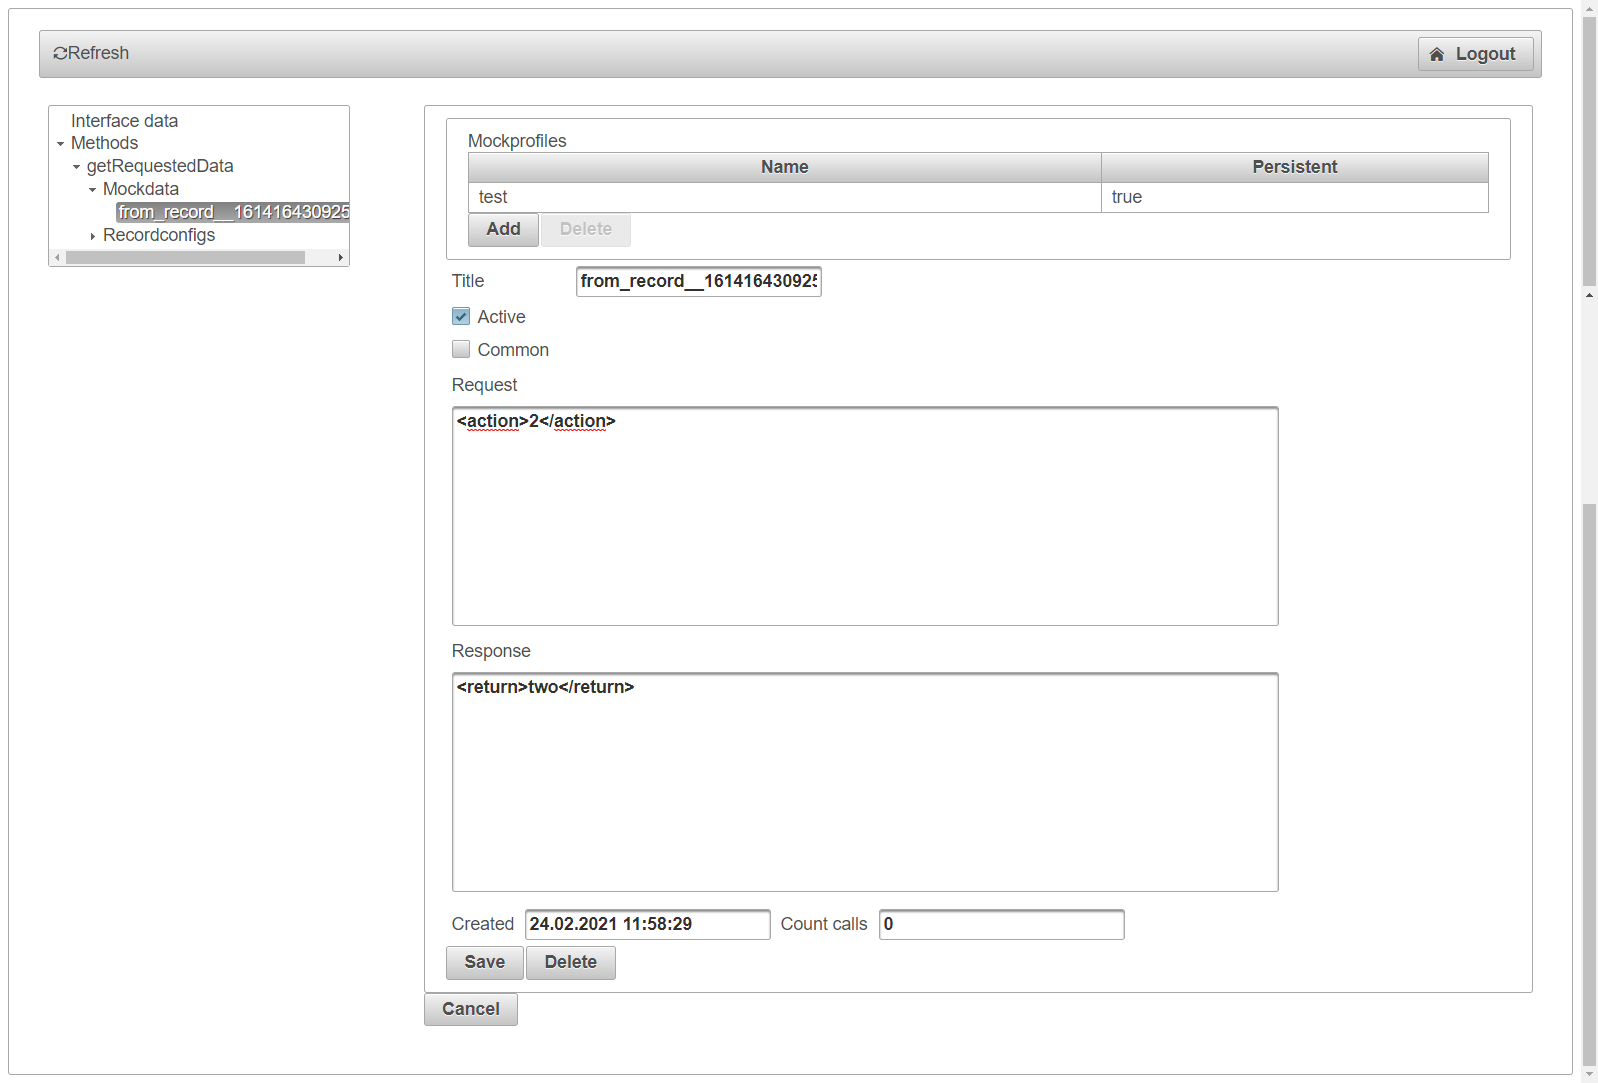 Refresh
Logout
Interface data
Methods
getRequestedData
Mockdata
from_record__161416430925
Recordconfigs
Mockprofiles
Name Persistent
test true
Add Delete
Title from_record__161416430925
Active
Common
Request
<action>2</action>
Response
<return>two</return>
Created 24.02.2021 11:58:29 Count calls 0
Save Delete
Cancel